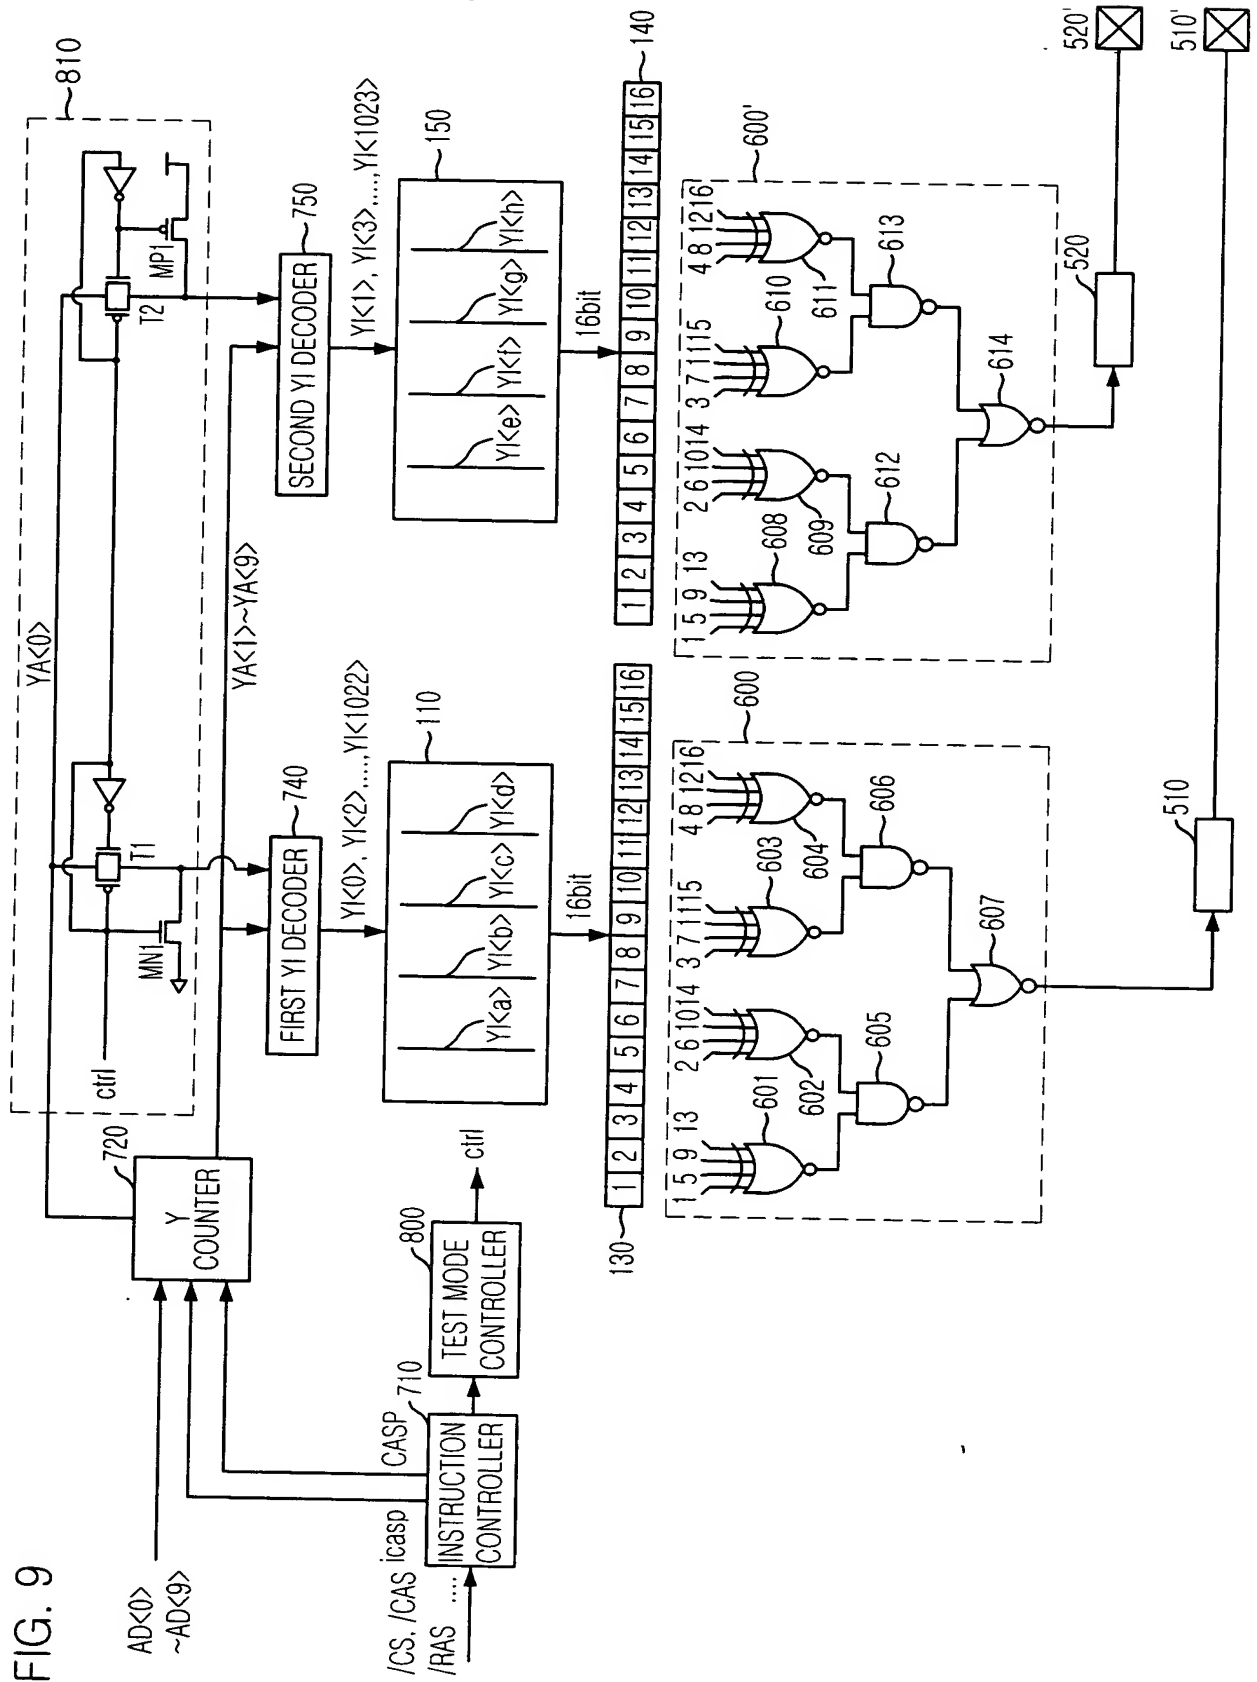 FIG. 9
AD<0>
~AD<9>
/CS, /CAS
/RAS ....
icasp
CASP
710
INSTRUCTION
CONTROLLER
800
TEST MODE
CONTROLLER
ctrl
720
Y
COUNTER
810
YA<0>
ctrl
MN1
T1
T2
MP1
YA<1>~YA<9>
740
FIRST YI DECODER
YI<0>, YI<2>,...,YI<1022>
110
YI<a>
YI<b>
YI<c>
YI<d>
16bit
130
1 2 3 4 5 6 7 8 9 10 11 12 13 14 15 16
600
1 5 9 13
601
2 6 10 14
602
3 7 11 15
603
4 8 12 16
604
605
606
607
510
510'
750
SECOND YI DECODER
YI<1>, YI<3>,...,YI<1023>
150
YI<e>
YI<f>
YI<g>
YI<h>
16bit
140
1 2 3 4 5 6 7 8 9 10 11 12 13 14 15 16
600'
1 5 9 13
608
2 6 10 14
609
3 7 11 15
610
4 8 12 16
611
612
613
614
520
520'